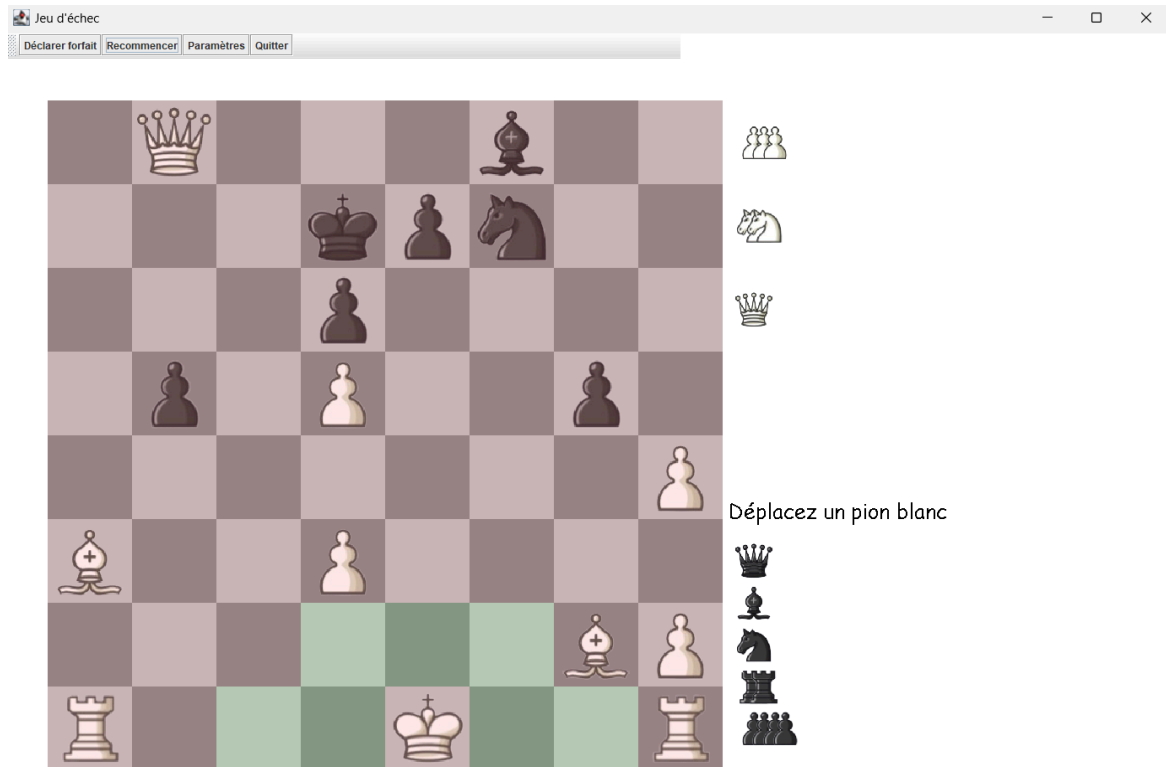 Jeu d'échec
Déclarer forfait Recommencer Paramètres Quitter
Déplacez un pion blanc